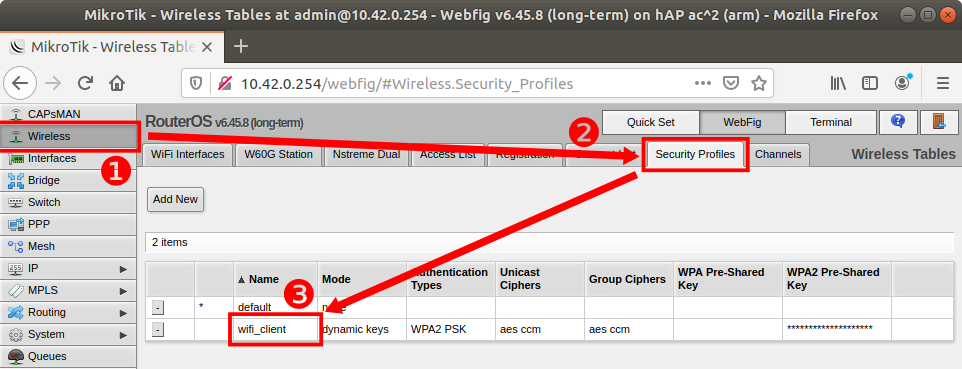 MikroTik - Wireless Tables at admin@10.42.0.254 - Webfig v6.45.8 (long-term) on hAP ac^2 (arm) - Mozilla Firefox
MikroTik - Wireless Table
10.42.0.254/webfig/#Wireless.Security_Profiles
CAPsMAN
Wireless
Interfaces
Bridge
Switch
PPP
Mesh
IP
MPLS
Routing
System
Queues
RouterOS v6.45.8 (long-term)
Quick Set WebFig Terminal
1
2
WiFi Interfaces W60G Station Nstreme Dual Access List Registration Security Profiles Channels Wireless Tables
Add New
2 items
3
Name Mode Authentication Types Unicast Ciphers Group Ciphers WPA Pre-Shared Key WPA2 Pre-Shared Key
- * default
- wifi_client dynamic keys WPA2 PSK aes ccm aes ccm *******************